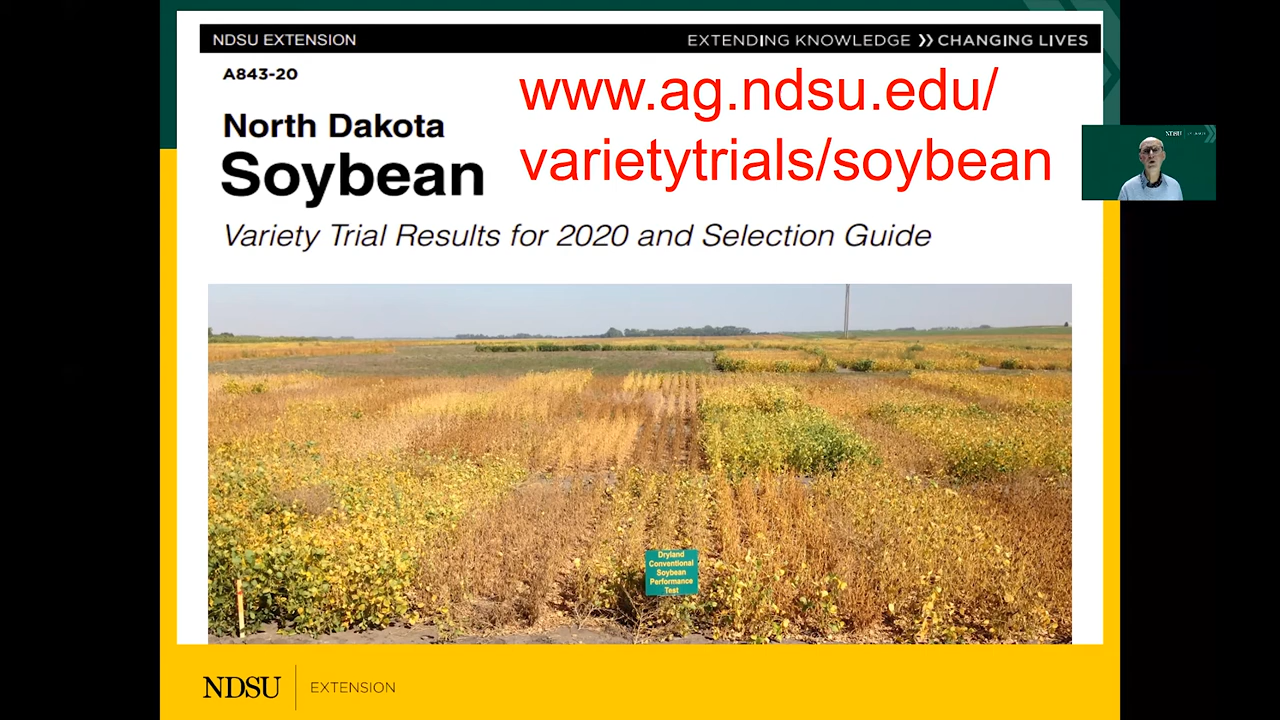 NDSU EXTENSION
EXTENDING KNOWLEDGE » CHANGING LIVES
A843-20
www.ag.ndsu.edu/
varietytrials/soybean
North Dakota
Soybean
Variety Trial Results for 2020 and Selection Guide
NDSU
Dryland
Conventional
Soybean
Performance
Test
NDSU | EXTENSION